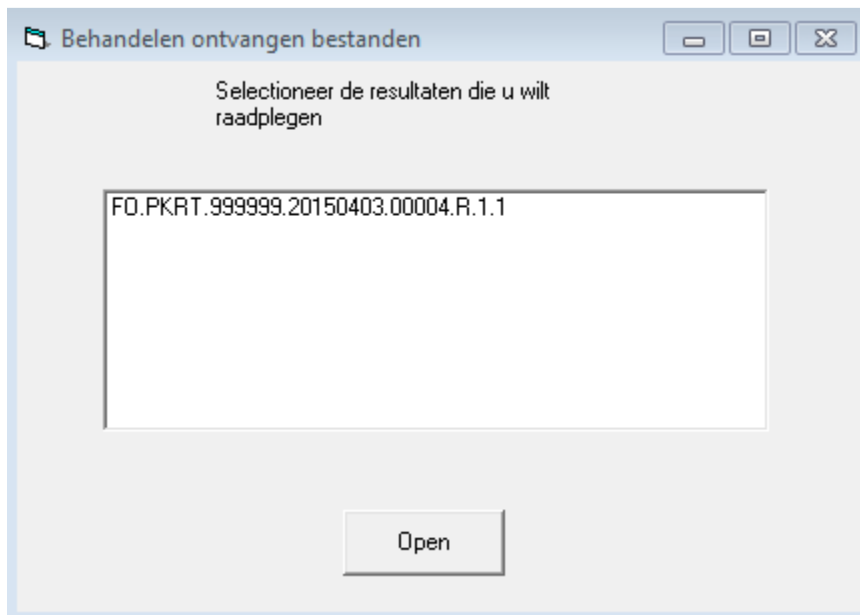 Behandelen ontvangen bestanden
Selectioneer de resultaten die u wilt
raadplegen
FO.PKRT.999999.20150403.00004.R.1.1
Open